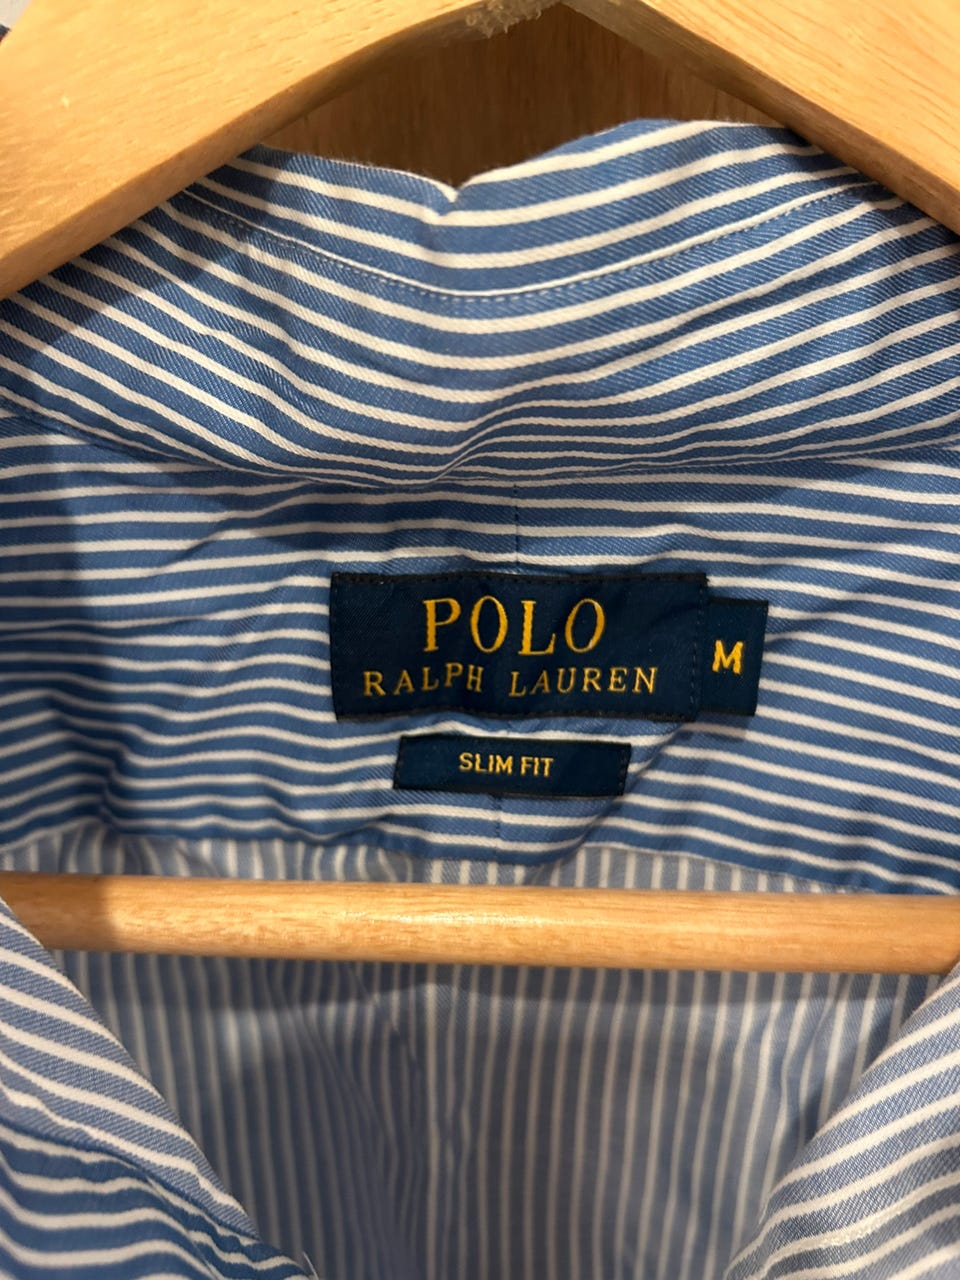 POLO
RALPH LAUREN
M
SLIM FIT